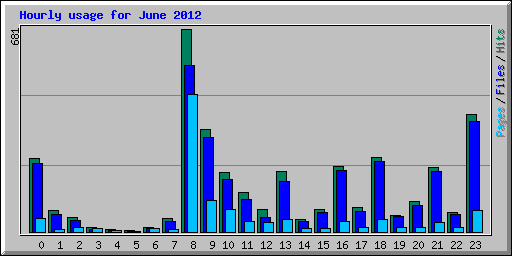 Hourly usage for June 2012
681
Pages / Files / Hits
0 1 2 3 4 5 6 7 8 9 10 11 12 13 14 15 16 17 18 19 20 21 22 23